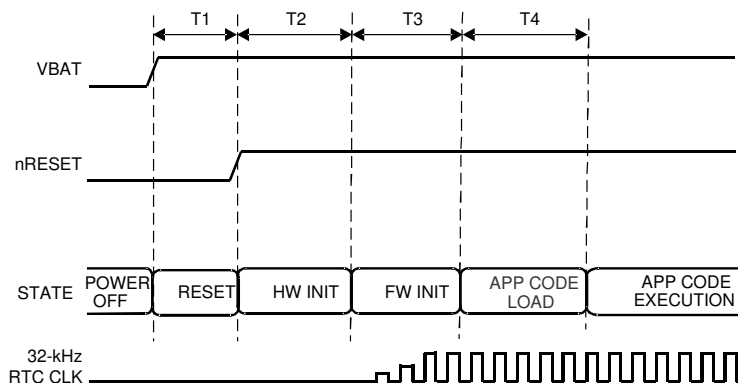 T1 T2 T3 T4
VBAT
nRESET
STATE
POWER
OFF
RESET
HW INIT
FW INIT
APP CODE
LOAD
APP CODE
EXECUTION
32-kHz
RTC CLK